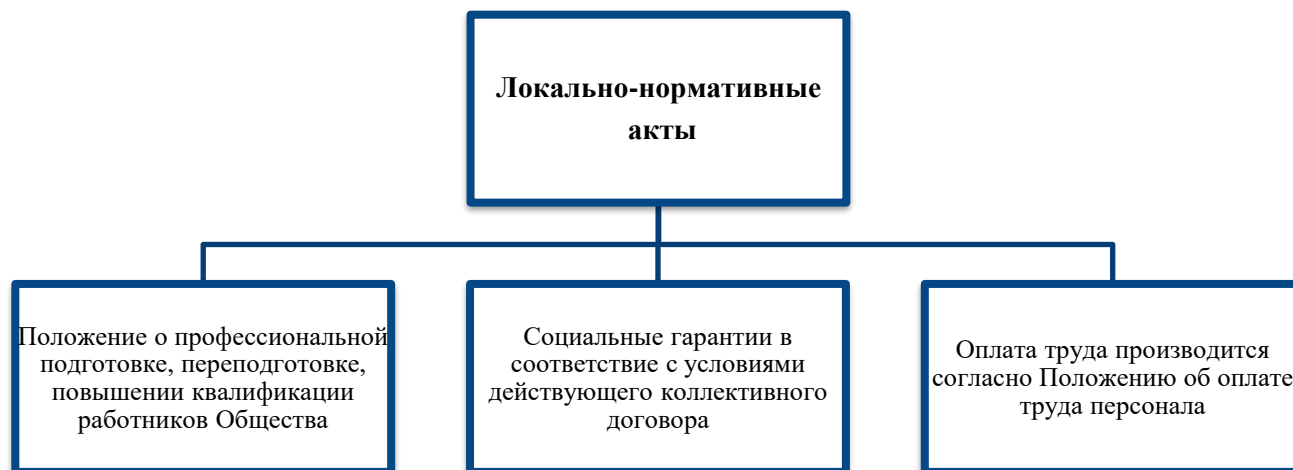 Локально-нормативные
акты
Положение о профессиональной
подготовке, переподготовке,
повышении квалификации
работников Общества
Социальные гарантии в
соответствие с условиями
действующего коллективного
договора
Оплата труда производится
согласно Положению об оплате
труда персонала